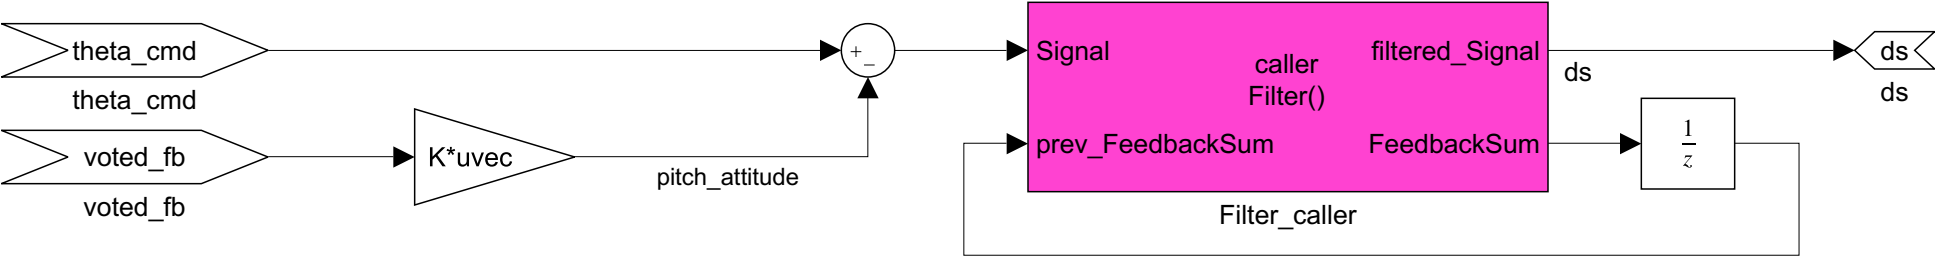 theta_cmd
theta_cmd
voted_fb
voted_fb
K*uvec
pitch_attitude
+
_
Signal
prev_FeedbackSum
caller
Filter()
filtered_Signal
FeedbackSum
Filter_caller
ds
1
z
ds
ds